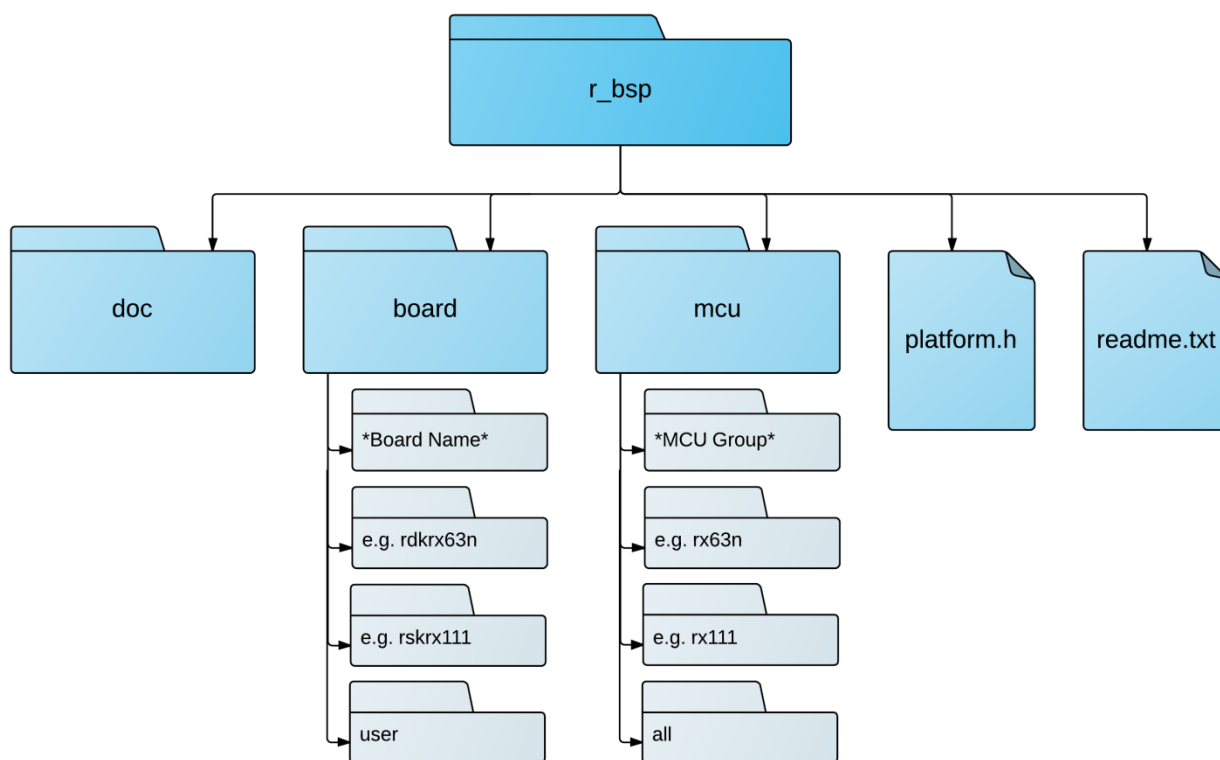 r_bsp
doc
board
mcu
platform.h
readme.txt
*Board Name*
*MCU Group*
e.g. rdkrx63n
e.g. rx63n
e.g. rskrx111
e.g. rx111
user
all